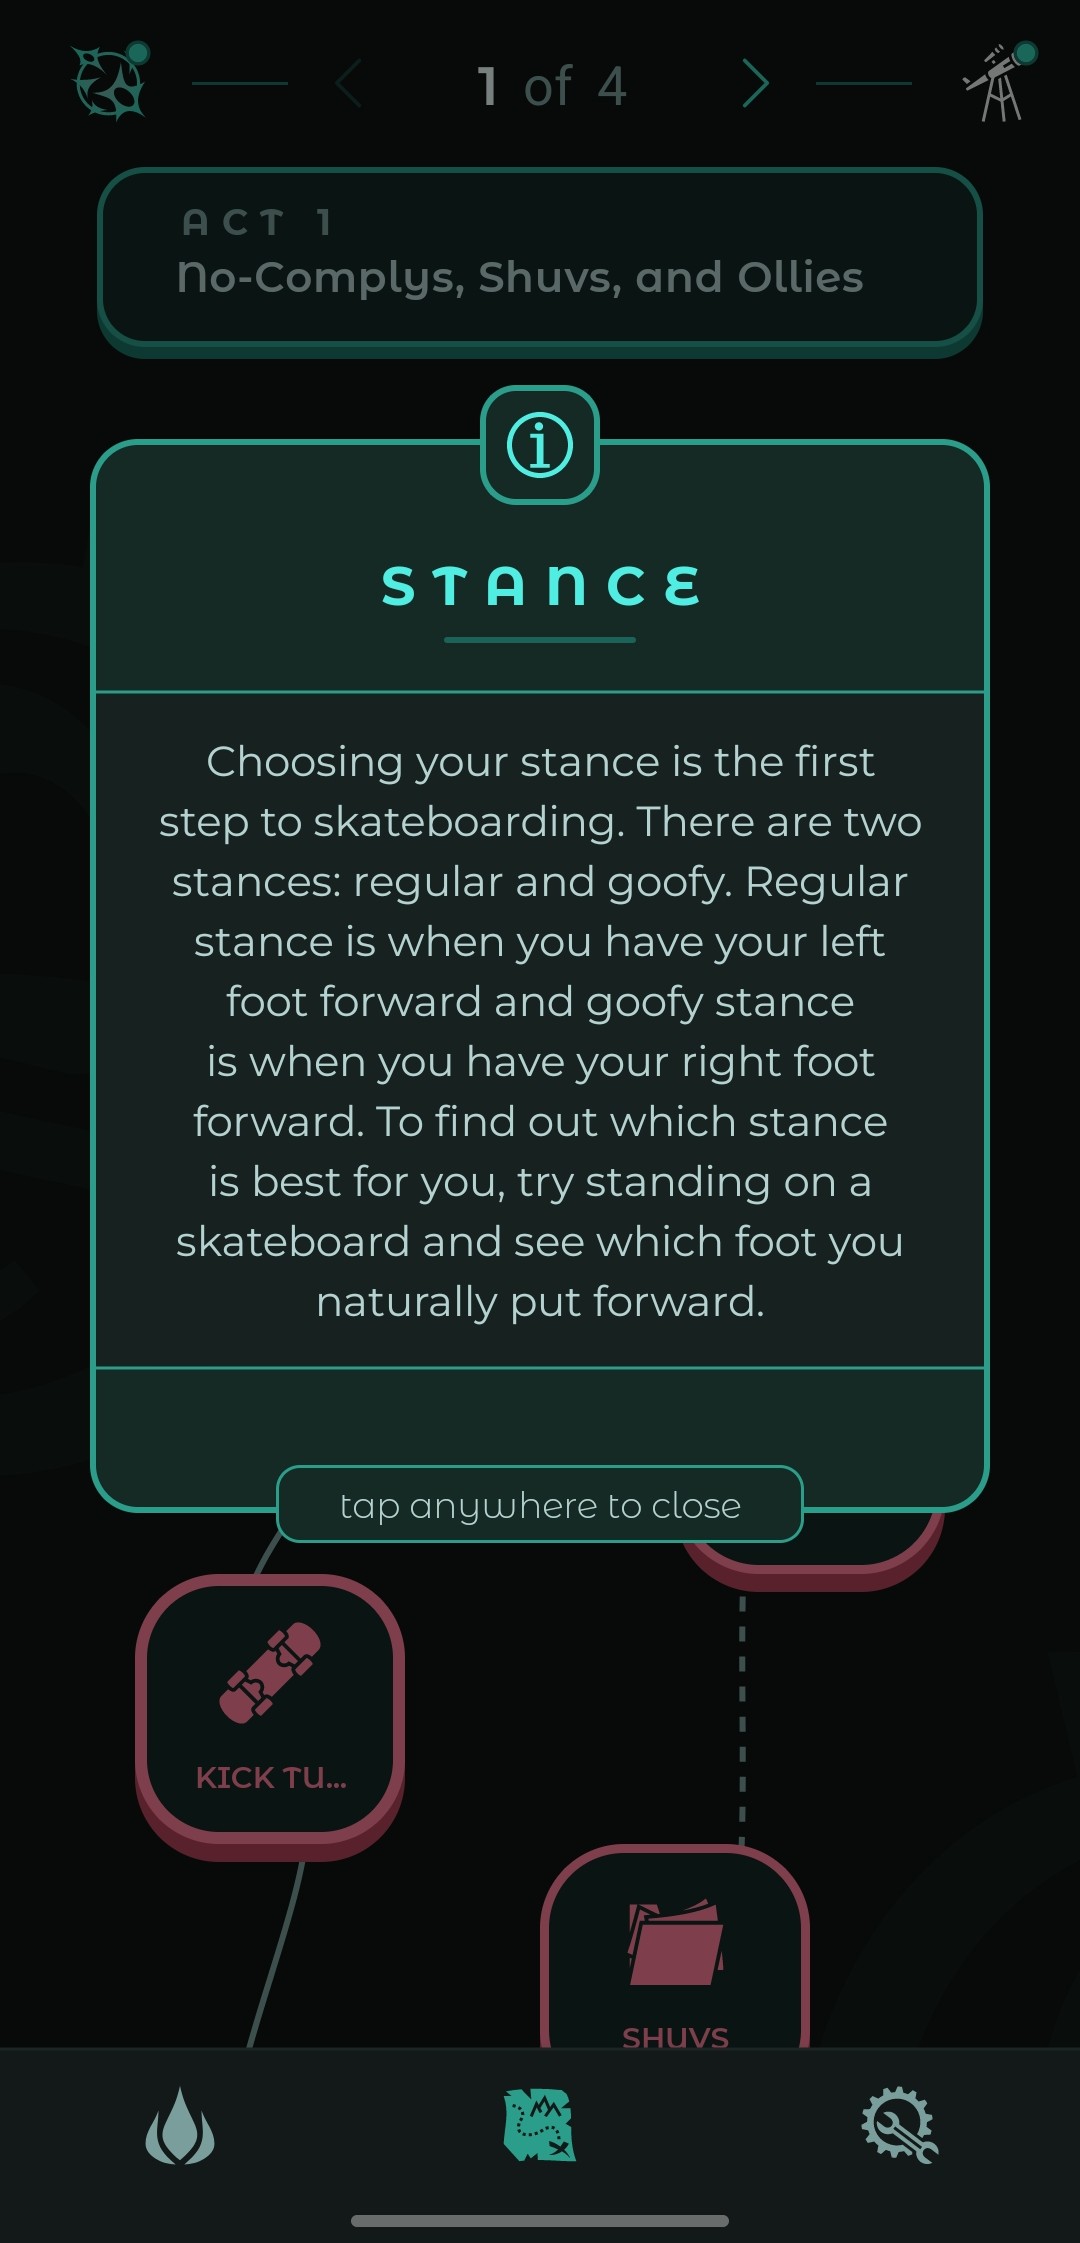 1 of 4
ACT 1
No-Complys, Shuvs, and Ollies
STANCE
Choosing your stance is the first
step to skateboarding. There are two
stances: regular and goofy. Regular
stance is when you have your left
foot forward and goofy stance
is when you have your right foot
forward. To find out which stance
is best for you, try standing on a
skateboard and see which foot you
naturally put forward.
tap anywhere to close
KICK TU...
SHUVS